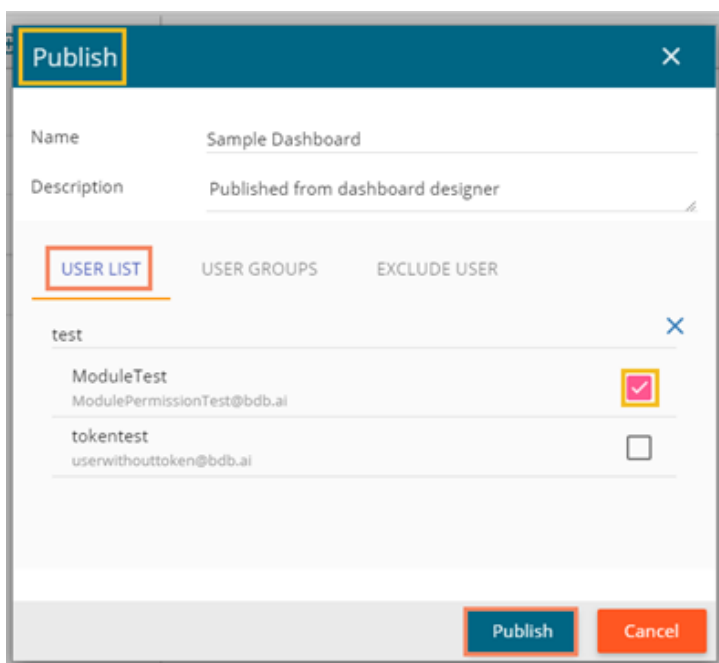 Publish
Name Sample Dashboard
Description Published from dashboard designer
USER LIST USER GROUPS EXCLUDE USER
test
ModuleTest
ModulePermissionTest@bdb.ai
tokentest
userwithouttoken@bdb.ai
Publish Cancel